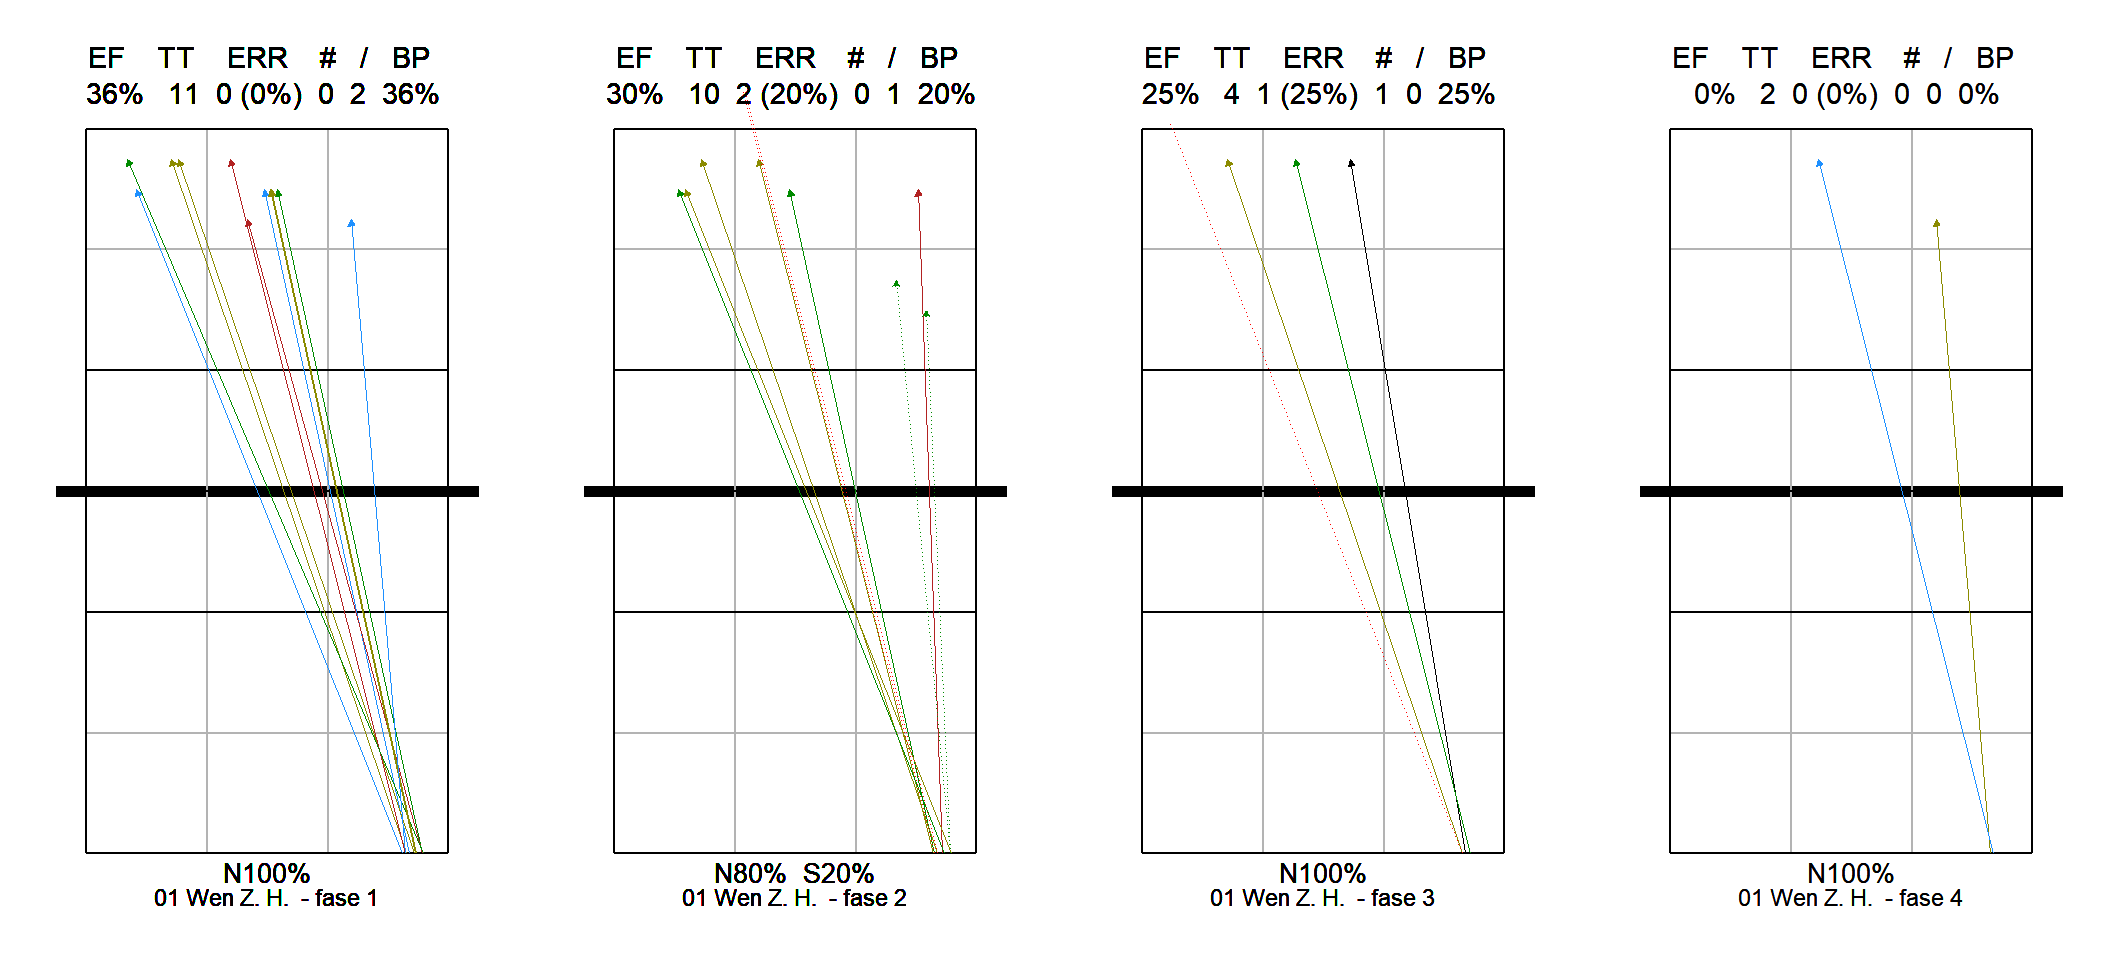 EF TT ERR # / BP
36% 11 0 (0%) 0 2 36%
N100%
01 Wen Z. H. - fase 1
EF TT ERR # / BP
30% 10 2 (20%) 0 1 20%
N80% S20%
01 Wen Z. H. - fase 2
EF TT ERR # / BP
25% 4 1 (25%) 1 0 25%
N100%
01 Wen Z. H. - fase 3
EF TT ERR # / BP
0% 2 0 (0%) 0 0 0%
N100%
01 Wen Z. H. - fase 4